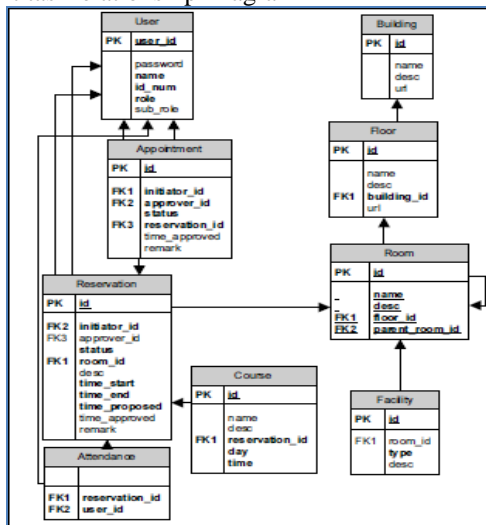 User
PK user_id
password
name
id_num
role
sub_role
Building
PK id
name
desc
url
Floor
PK id
name
desc
FK1 building_id
url
Appointment
PK id
FK1 initiator_id
FK2 approver_id
status
FK3 reservation_id
time_approved
remark
Room
PK id
name
desc
FK1 floor_id
FK2 parent_room_id
Reservation
PK id
FK2 initiator_id
FK3 approver_id
status
FK1 room_id
desc
time_start
time_end
time_proposed
time_approved
remark
Course
PK id
name
desc
FK1 reservation_id
day
time
Facility
PK id
FK1 room_id
type
desc
Attendance
FK1 reservation_id
FK2 user_id